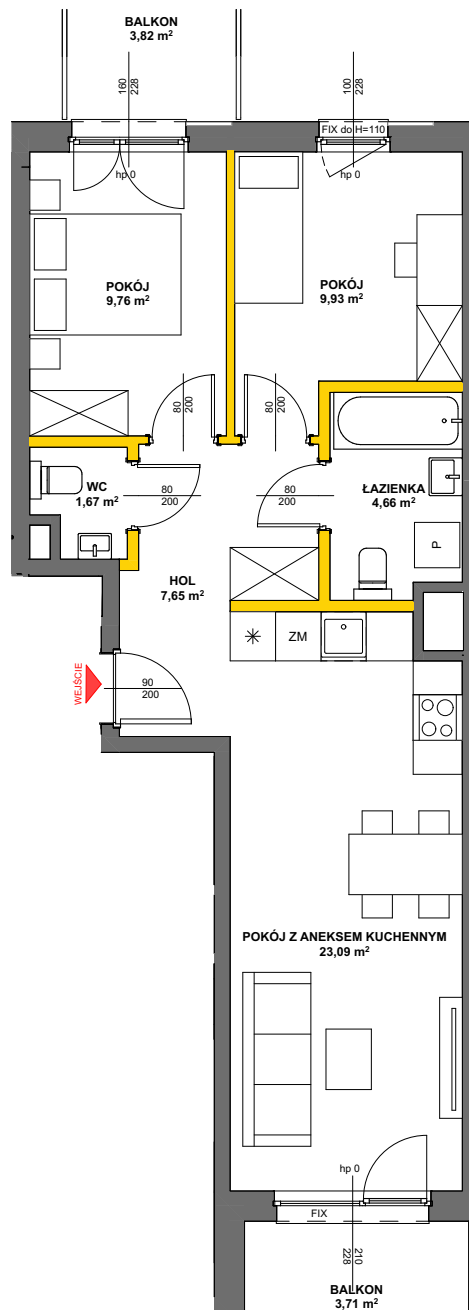 BALKON
3,82 m²
160
228
100
228
FIX do H=110
hp 0
hp 0
POKÓJ
9,76 m²
POKÓJ
9,93 m²
80
200
80
200
WC
1,67 m²
80
200
80
200
ŁAZIENKA
4,66 m²
P
HOL
7,65 m²
ZM
WEJŚCIE
90
200
POKÓJ Z ANEKSEM KUCHENNYM
23,09 m²
hp 0
FIX
210
228
BALKON
3,71 m²